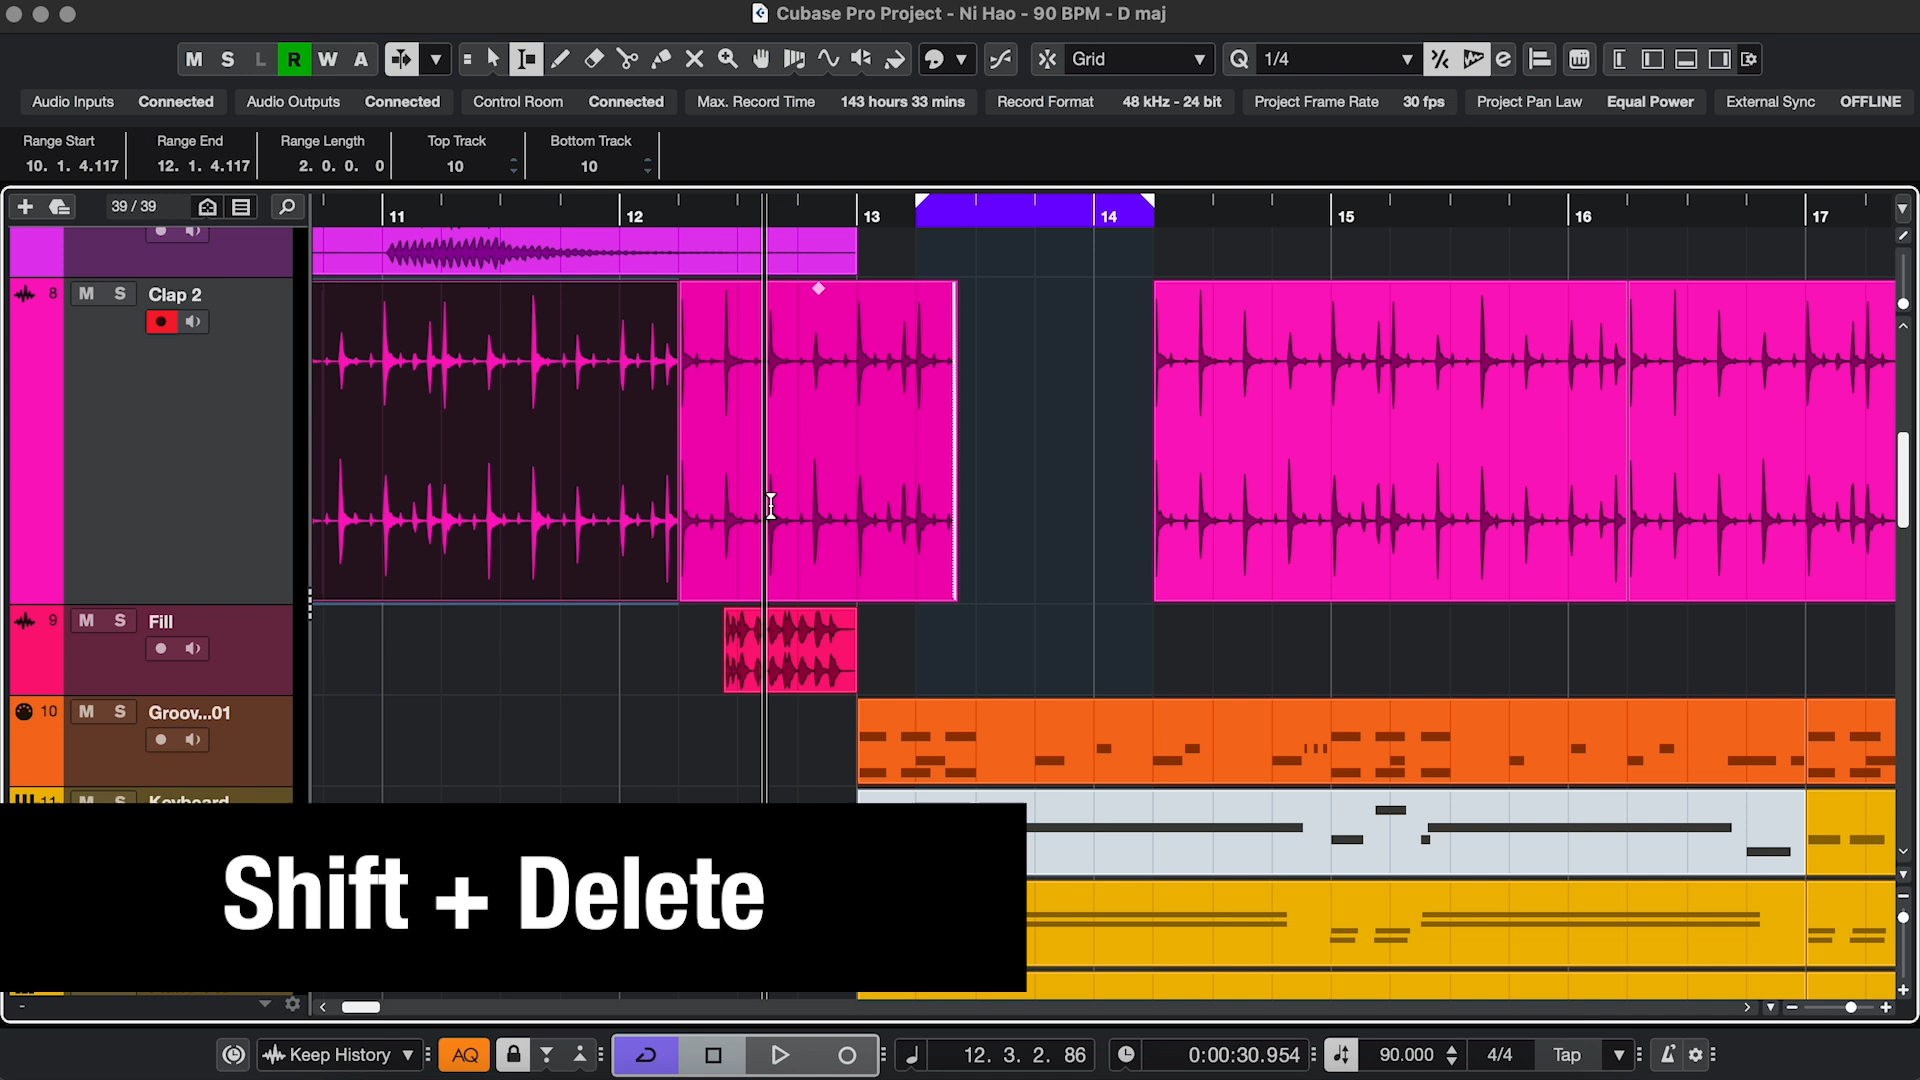 Cubase Pro Project - Ni Hao - 90 BPM - D maj
M S L R W A Grid 1/4
Audio Inputs Connected Audio Outputs Connected Control Room Connected Max. Record Time 143 hours 33 mins Record Format 48 kHz - 24 bit Project Frame Rate 30 fps Project Pan Law Equal Power External Sync OFFLINE
Range Start Range End Range Length Top Track Bottom Track
10. 1. 4.117 12. 1. 4.117 2. 0. 0. 0 10 10
39 / 39
11 12 13 14 15 16 17
8 M S Clap 2
9 M S Fill
10 M S Groov...01
11 M S Keyboard
Shift + Delete
Keep History AQ 12. 3. 2. 86 0:00:30.954 90.000 4/4 Tap